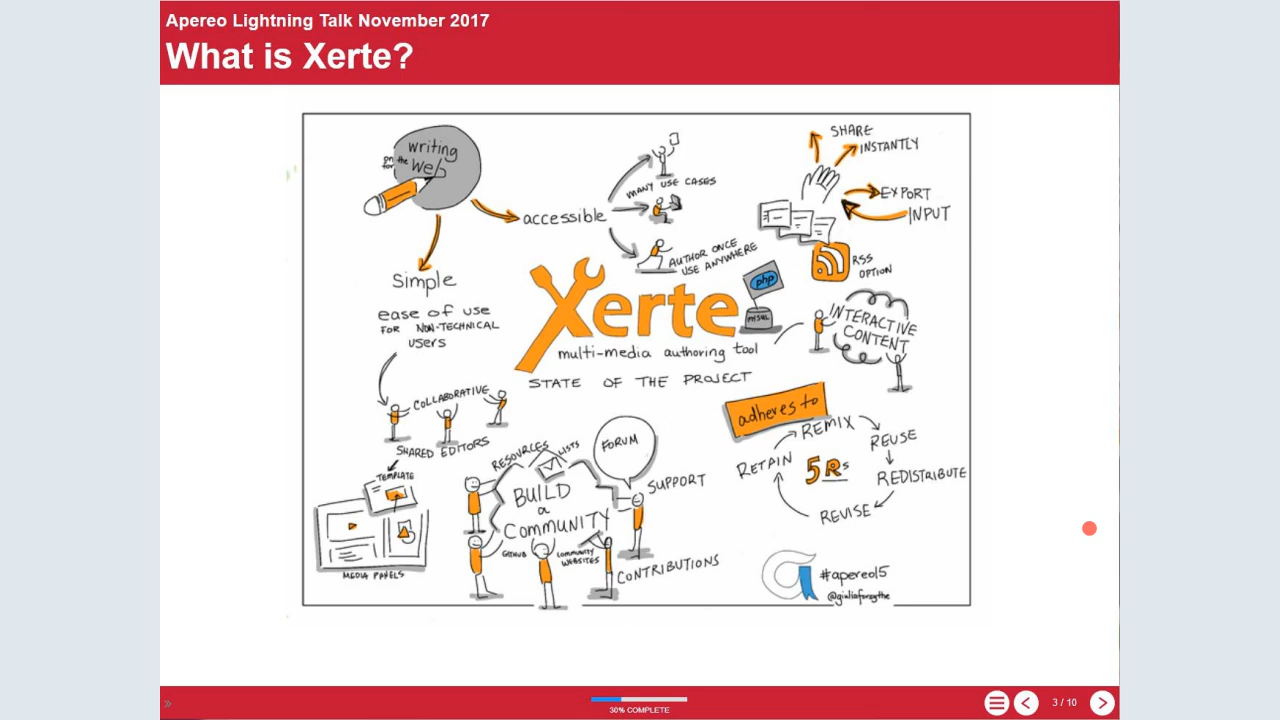 Apereo Lightning Talk November 2017
What is Xerte?
writing
on the
for
Web
accessible
MANY USE CASES
AUTHOR ONCE
USE ANYWHERE
SHARE
INSTANTLY
EXPORT
INPUT
RSS
OPTION
Simple
ease of use
FOR NON-TECHNICAL
users
Xerte
php
MYSQL
multi-media authoring tool
STATE OF THE PROJECT
INTERACTIVE
CONTENT
COLLABORATIVE
SHARED EDITORS
TEMPLATE
MEDIA PANELS
RESOURCES
LISTS
FORUM
SUPPORT
BUILD
a
COMMUNITY
GITHUB
COMMUNITY
WEBSITES
CONTRIBUTIONS
adheres to
REMIX
REUSE
RETAIN
5Rs
REDISTRIBUTE
REVISE
#apereo15
@giuliaforsythe
30% COMPLETE
3 / 10